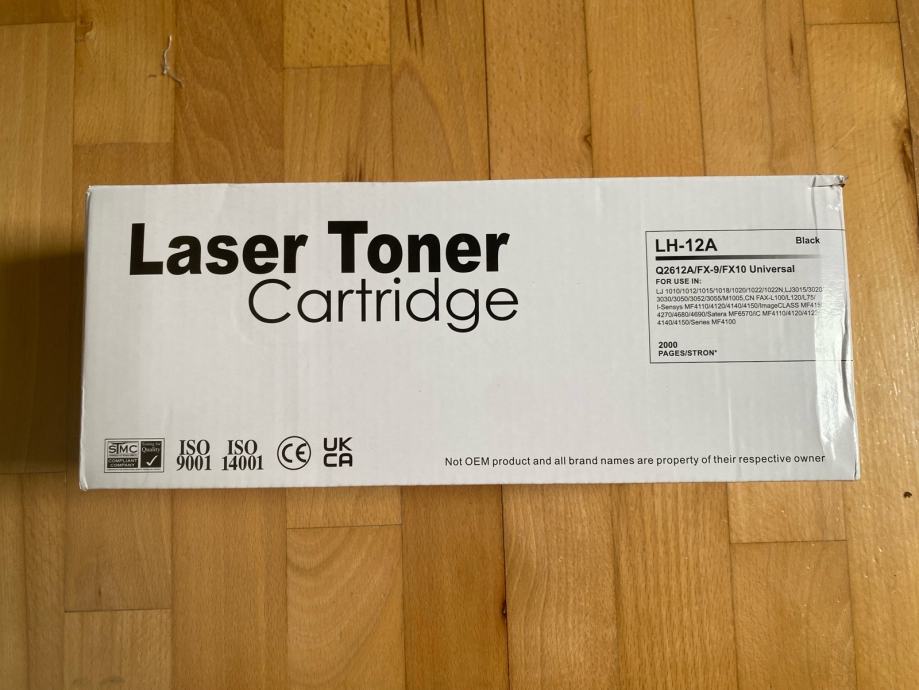 Laser Toner
Cartridge
LH-12A Black
Q2612A/FX-9/FX10 Universal
FOR USE IN:
LJ 1010/1012/1015/1018/1020/1022/1022N,LJ3015/3020
3030/3050/3052/3055/M1005,CN FAX-L100/L120/L75/
I-Sensys MF4110/4120/4140/4150/ImageCLASS
4270/4680/4690/Satera MF6570/IC MF4110/4120/
4140/4150/Series MF4100
2000
PAGES/STRON*
STMC
COMPLIANT
COMPANY
Quality
ISO
9001
ISO
14001
CE
UK
CA
Not OEM product and all brand names are property of their respective owner